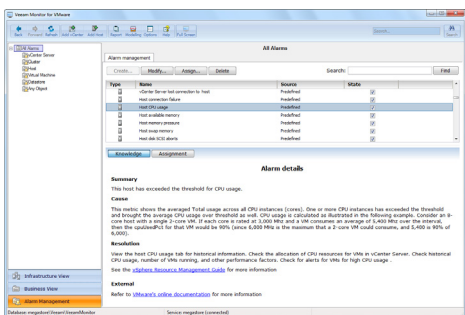 Veeam Monitor for VMware
Back Forward Refresh Add vCenter Add Host Report Modelling Options Help Full Screen
Search...
Search
All Alarms
vCenter Server
Cluster
Host
Virtual Machine
Datastore
Any Object
All Alarms
Alarm management
Create... Modify... Assign... Delete Search: Find
Type Name Source State
vCenter Server lost connection to host Predefined
Host connection failure Predefined
Host CPU usage Predefined
Host available memory Predefined
Host memory pressure Predefined
Host swap memory Predefined
Host disk SCSI aborts Predefined
Knowledge Assignment
Alarm details
Summary
This host has exceeded the threshold for CPU usage.
Cause
This metric shows the averaged Total usage across all CPU instances (cores). One or more CPU instances has exceeded the threshold
and brought the average CPU usage over threshold as well. CPU usage is calculated as illustrated in the following example. Consider an 8-
core host with a single 2-core VM. If each core is rated at 3,000 Mhz and a VM consumes an average of 5,400 Mhz over the interval,
then the cpuUsedPct for that VM would be 90% (since 6,000 MHz is the maximum that a 2-core VM could consume, and 5,400 is 90% of
6,000).
Resolution
View the host CPU usage tab for historical information. Check the allocation of CPU resources for VMs in vCenter Server. Check historical
CPU usage, number of VMs running, and other performance factors. Check for alerts for VMs for high CPU usage .
See the vSphere Resource Management Guide for more information
External
Refer to VMware's online documentation for more information
Infrastructure View
Business View
Alarm Management
Database: megastore\Veeam\VeeamMonitor Service: megastore (connected)